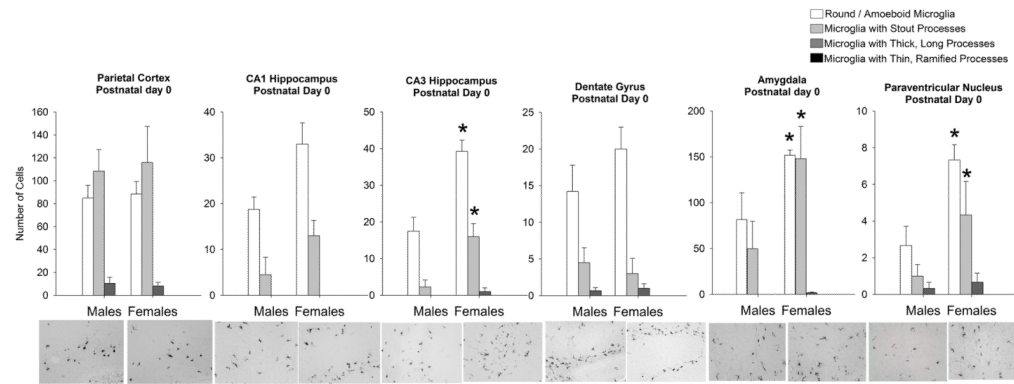 Round / Amoeboid Microglia
Microglia with Stout Processes
Microglia with Thick, Long Processes
Microglia with Thin, Ramified Processes
Parietal Cortex
Postnatal day 0
CA1 Hippocampus
Postnatal Day 0
CA3 Hippocampus
Postnatal Day 0
Dentate Gyrus
Postnatal Day 0
Amygdala
Postnatal day 0
Paraventricular Nucleus
Postnatal Day 0
Number of Cells
160
140
120
100
80
60
40
20
0
40
30
20
10
0
50
40
30
20
10
0
* *
25
20
15
10
5
0
200
150
100
50
0
* *
10
8
6
4
2
0
* *
Males Females
Males Females
Males Females
Males Females
Males Females
Males Females